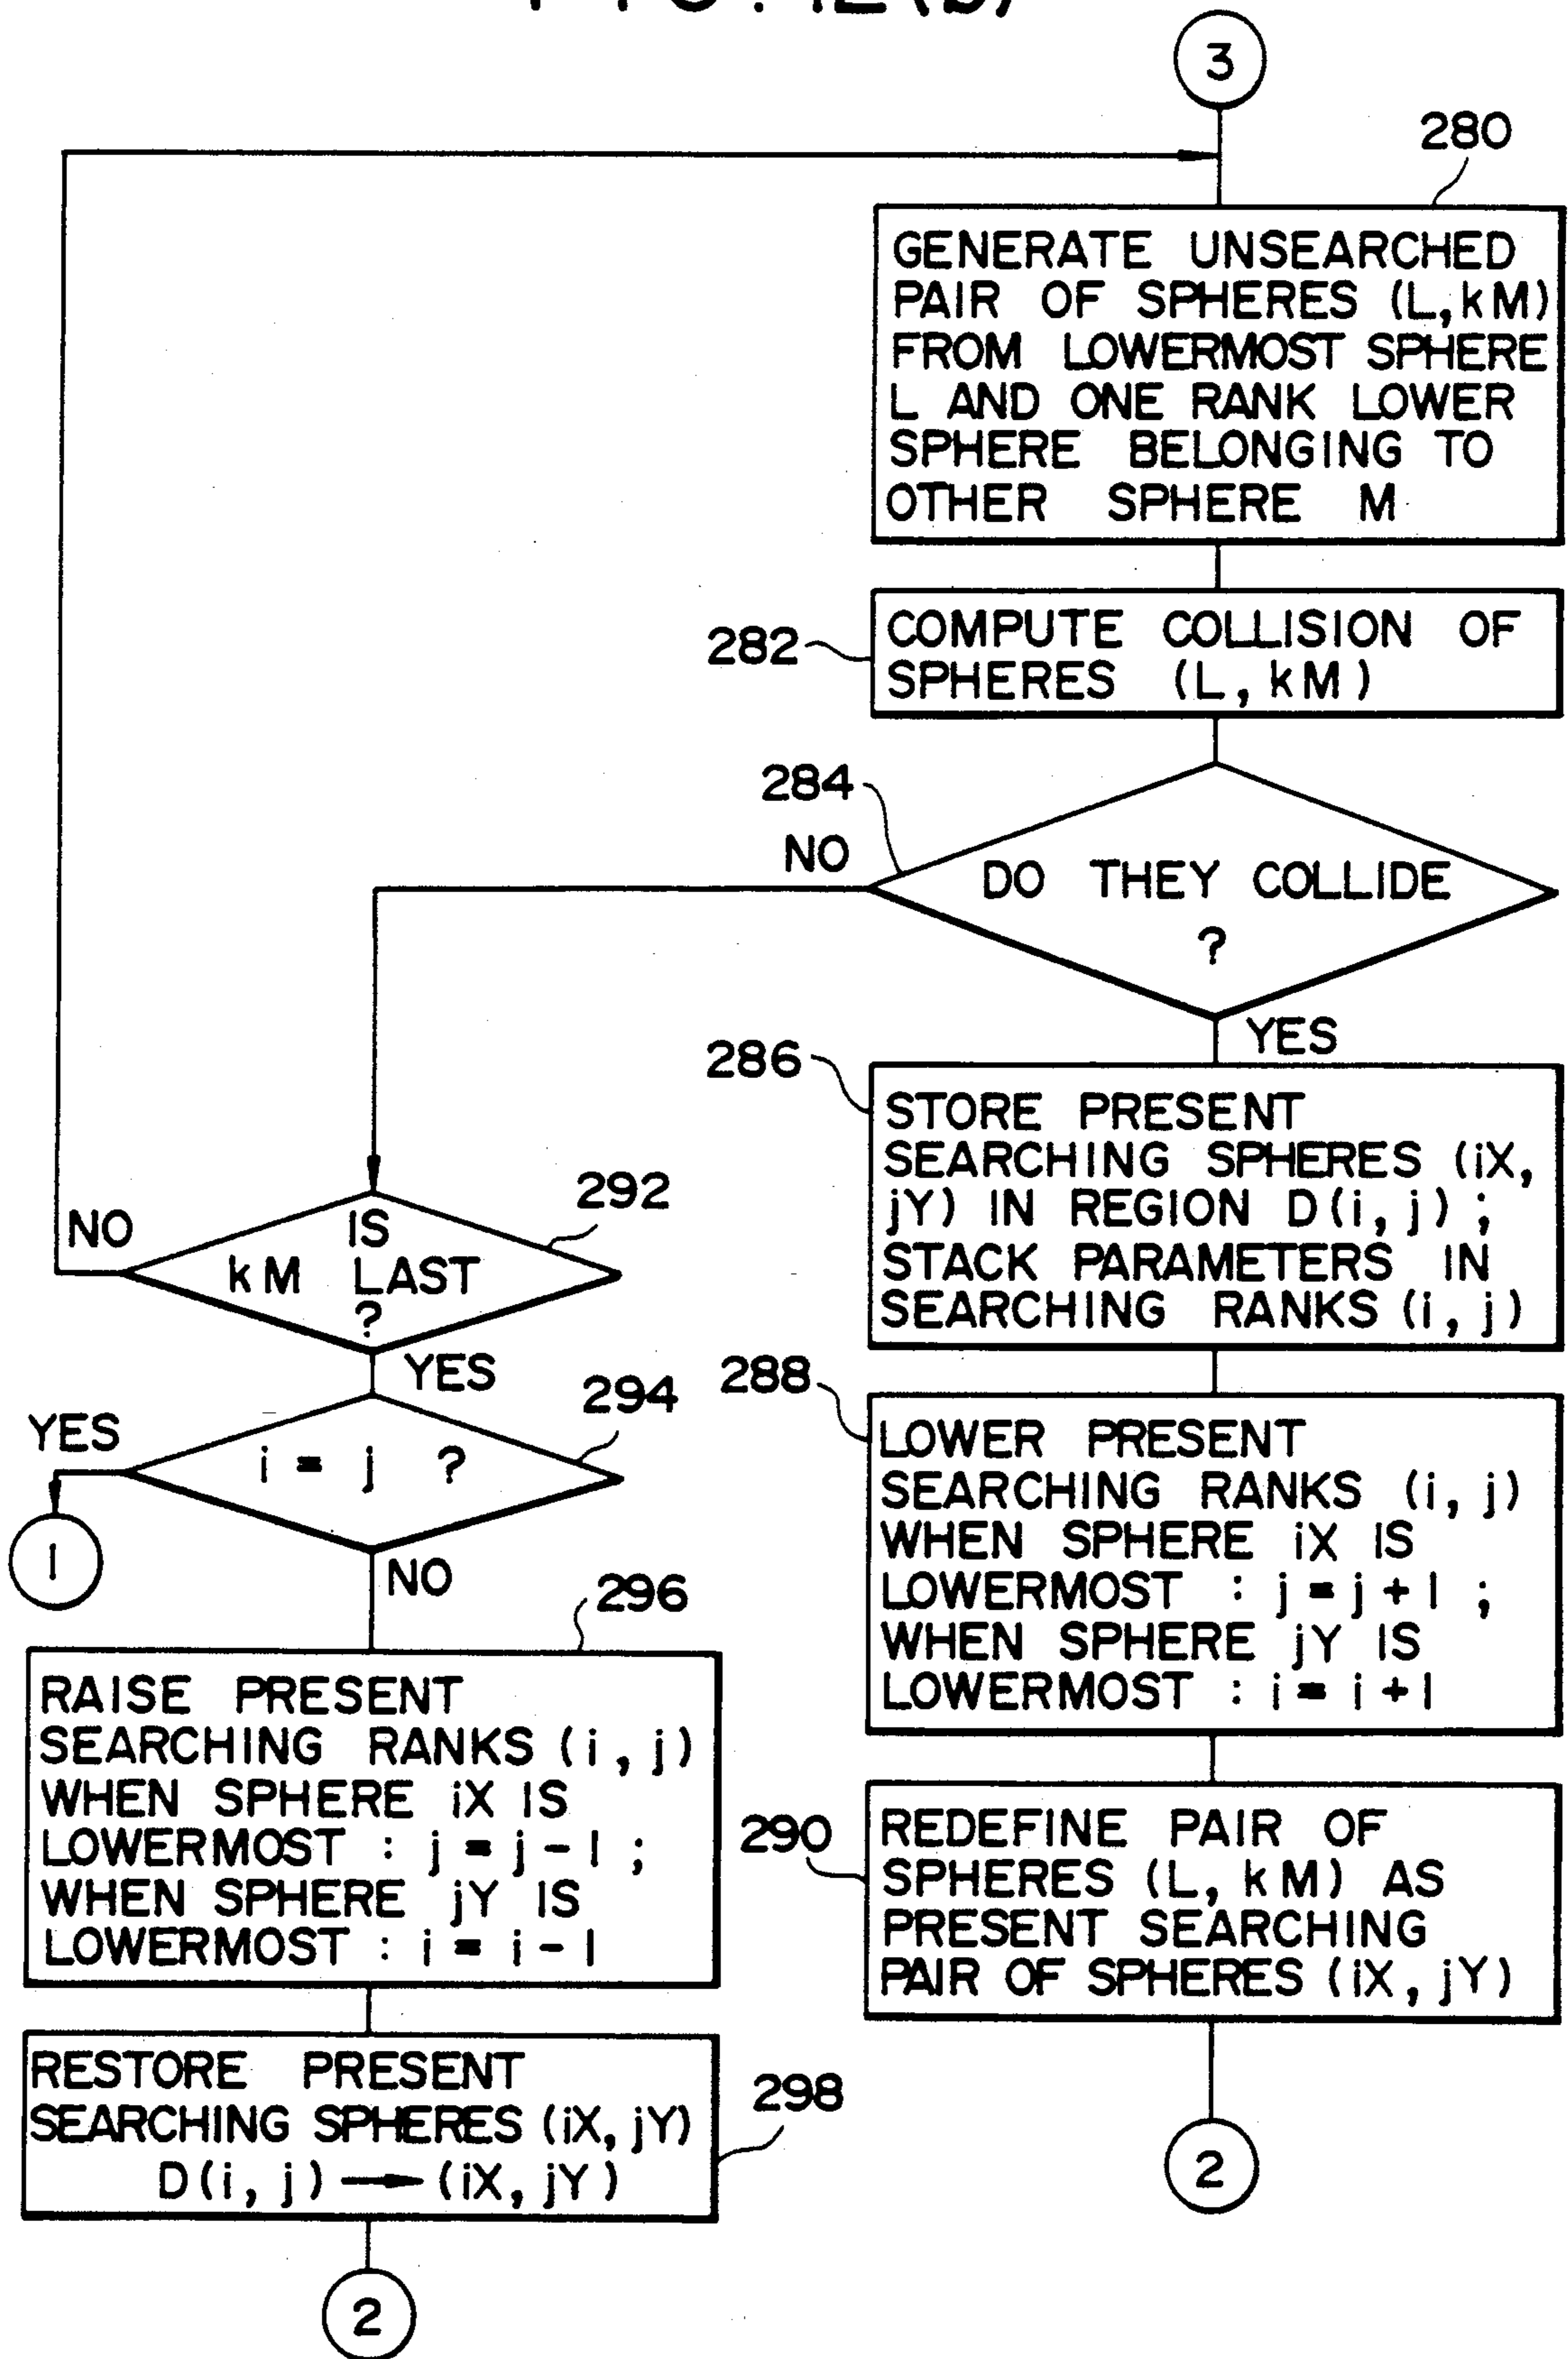 FIG. 12(b)
3
280
GENERATE UNSEARCHED
PAIR OF SPHERES (L, kM)
FROM LOWERMOST SPHERE
L AND ONE RANK LOWER
SPHERE BELONGING TO
OTHER SPHERE M
282
COMPUTE COLLISION OF
SPHERES (L, kM)
284
NO
DO THEY COLLIDE
?
YES
286
STORE PRESENT
SEARCHING SPHERES (iX,
jY) IN REGION D(i, j) ;
STACK PARAMETERS IN
SEARCHING RANKS (i, j)
288
LOWER PRESENT
SEARCHING RANKS (i, j)
WHEN SPHERE iX IS
LOWERMOST : j = j + 1 ;
WHEN SPHERE jY IS
LOWERMOST : i = i + 1
290
REDEFINE PAIR OF
SPHERES (L, kM) AS
PRESENT SEARCHING
PAIR OF SPHERES (iX, jY)
2
292
NO
IS
kM LAST
?
YES
294
YES
i = j ?
1
NO
296
RAISE PRESENT
SEARCHING RANKS (i, j)
WHEN SPHERE iX IS
LOWERMOST : j = j - 1 ;
WHEN SPHERE jY IS
LOWERMOST : i = i - 1
298
RESTORE PRESENT
SEARCHING SPHERES (iX, jY)
D(i, j) → (iX, jY)
2